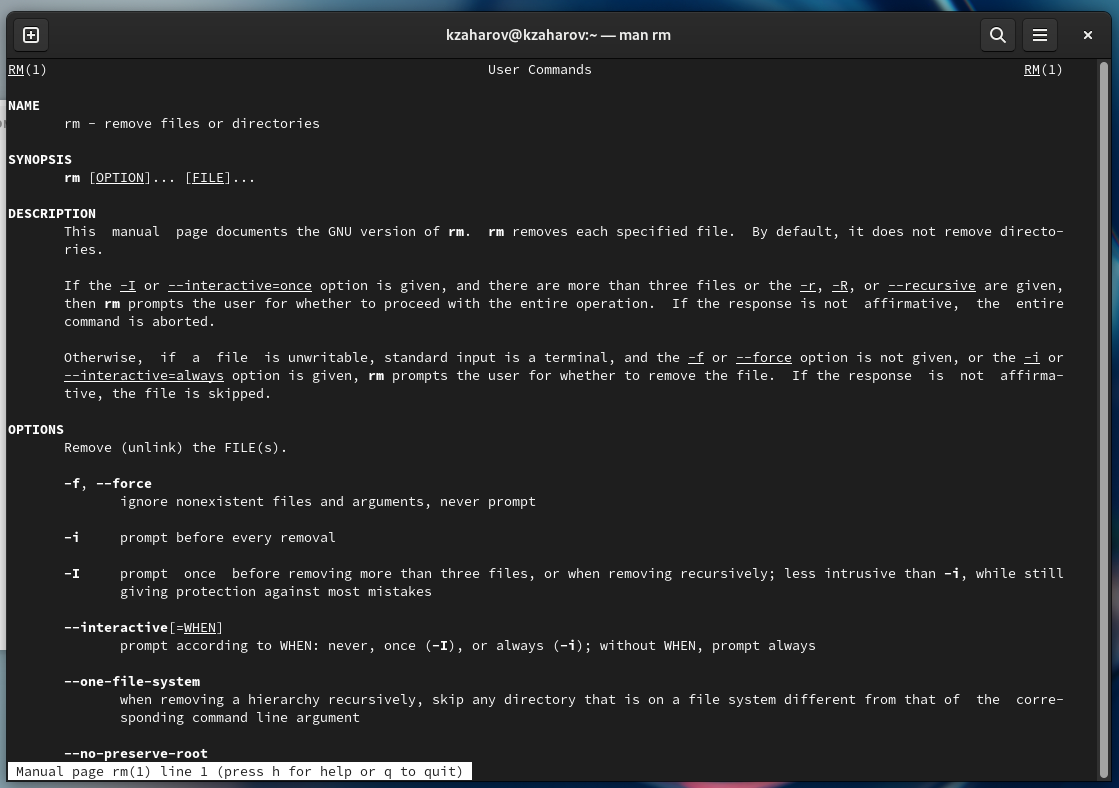 kzaharov@kzaharov:~ — man rm
RM(1) User Commands RM(1)
NAME
rm - remove files or directories
SYNOPSIS
rm [OPTION]... [FILE]...
DESCRIPTION
This manual page documents the GNU version of rm. rm removes each specified file. By default, it does not remove directo-
ries.
If the -I or --interactive=once option is given, and there are more than three files or the -r, -R, or --recursive are given,
then rm prompts the user for whether to proceed with the entire operation. If the response is not affirmative, the entire
command is aborted.
Otherwise, if a file is unwritable, standard input is a terminal, and the -f or --force option is not given, or the -i or
--interactive=always option is given, rm prompts the user for whether to remove the file. If the response is not affirma-
tive, the file is skipped.
OPTIONS
Remove (unlink) the FILE(s).
-f, --force
ignore nonexistent files and arguments, never prompt
-i prompt before every removal
-I prompt once before removing more than three files, or when removing recursively; less intrusive than -i, while still
giving protection against most mistakes
--interactive[=WHEN]
prompt according to WHEN: never, once (-I), or always (-i); without WHEN, prompt always
--one-file-system
when removing a hierarchy recursively, skip any directory that is on a file system different from that of the corre-
sponding command line argument
--no-preserve-root
Manual page rm(1) line 1 (press h for help or q to quit)